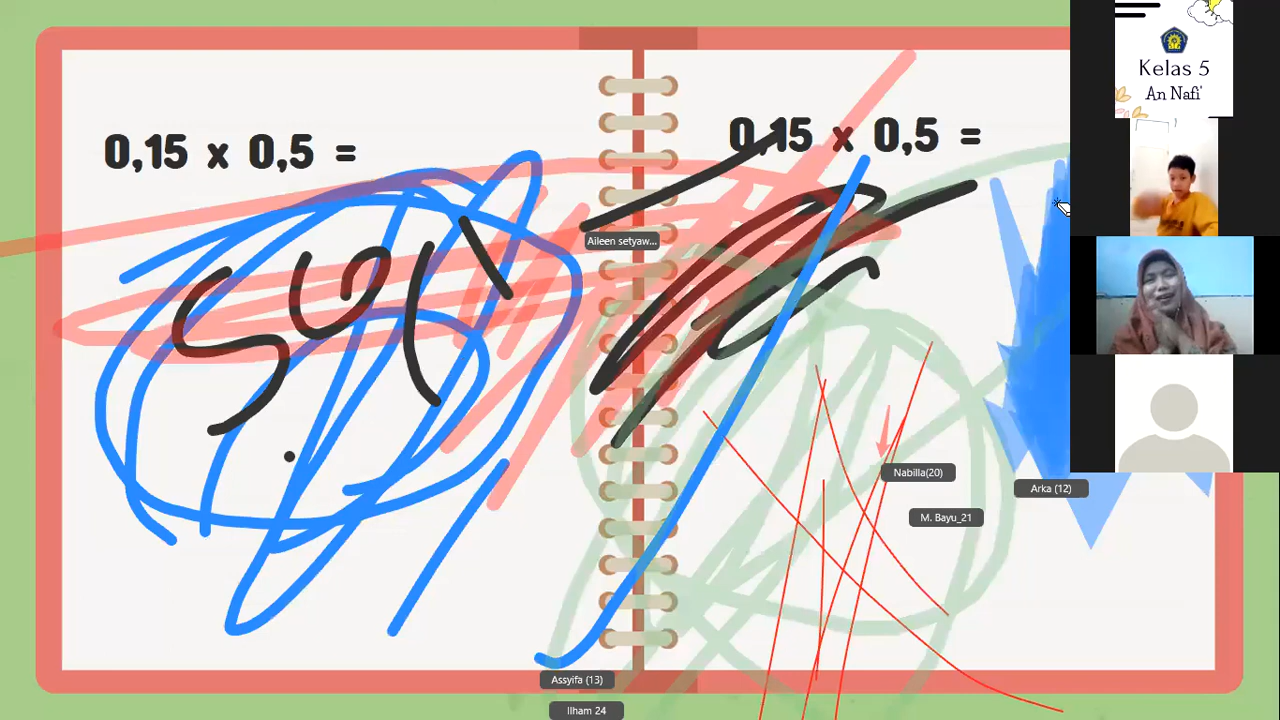 0,15 x 0,5 =
0,15 x 0,5 =
Kelas 5
An Nafi'
Aileen setyaw...
Nabilla(20)
Arka (12)
M. Bayu_21
Assyifa (13)
Ilham 24